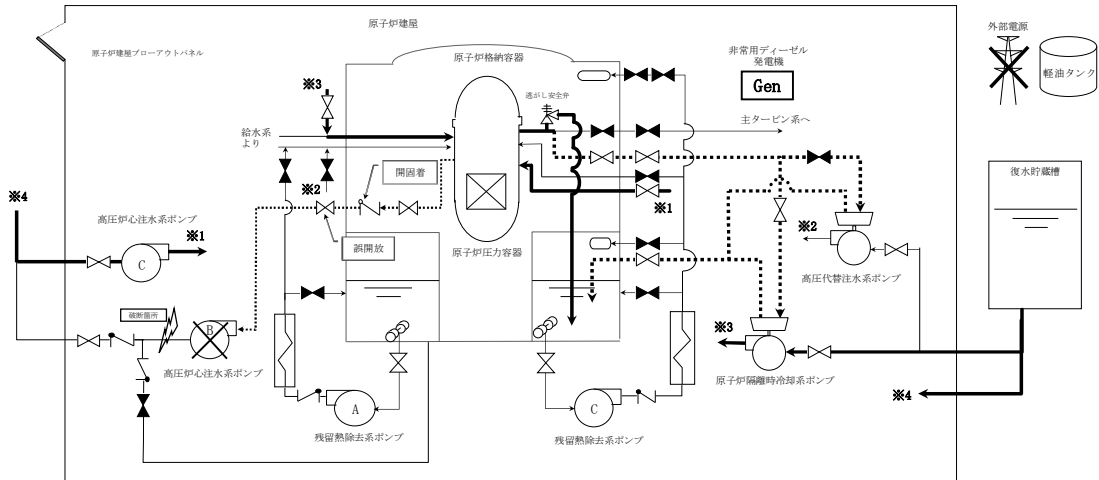 原子炉建屋
原子炉建屋ブローアウトパネル
原子炉格納容器
非常用ディーゼル
発電機
Gen
外部電源
軽油タンク
※3
逃がし安全弁
給水系
より
主タービン系へ
※2
開固着
※1
復水貯蔵槽
※4
高圧炉心注水系ポンプ
※1
誤開放
原子炉圧力容器
※2
高圧代替注水系ポンプ
C
破断箇所
B
高圧炉心注水系ポンプ
※3
原子炉隔離時冷却系ポンプ
※4
A
残留熱除去系ポンプ
C
残留熱除去系ポンプ